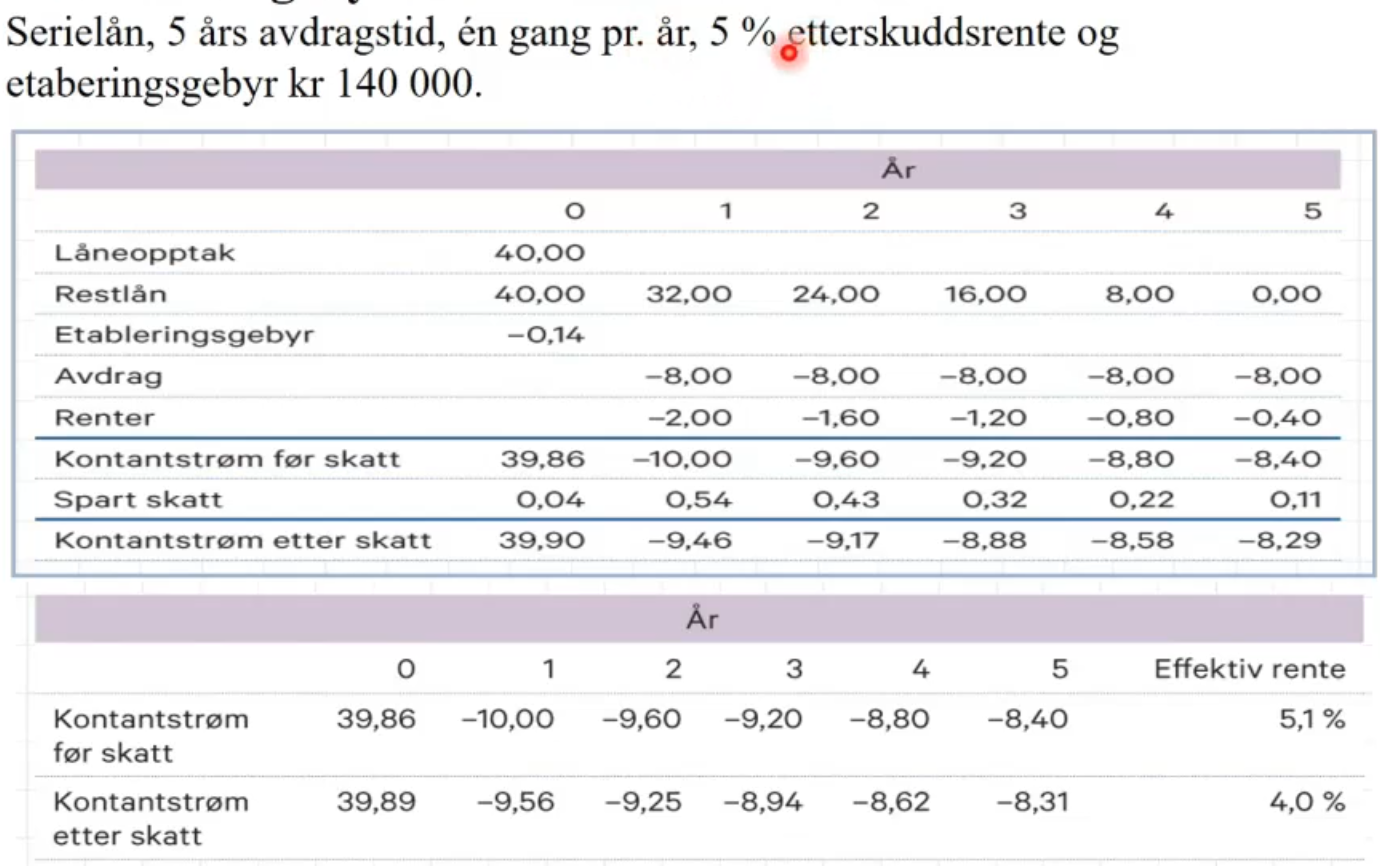 Serielån, 5 års avdragstid, én gang pr. år, 5 % etterskuddsrente og
etaberingsgebyr kr 140 000.
År
0 1 2 3 4 5
Låneopptak 40,00
Restlån 40,00 32,00 24,00 16,00 8,00 0,00
Etableringsgebyr –0,14
Avdrag –8,00 –8,00 –8,00 –8,00 –8,00
Renter –2,00 –1,60 –1,20 –0,80 –0,40
Kontantstrøm før skatt 39,86 –10,00 –9,60 –9,20 –8,80 –8,40
Spart skatt 0,04 0,54 0,43 0,32 0,22 0,11
Kontantstrøm etter skatt 39,90 –9,46 –9,17 –8,88 –8,58 –8,29
År
0 1 2 3 4 5 Effektiv rente
Kontantstrøm 39,86 –10,00 –9,60 –9,20 –8,80 –8,40 5,1 %
før skatt
Kontantstrøm 39,89 –9,56 –9,25 –8,94 –8,62 –8,31 4,0 %
etter skatt